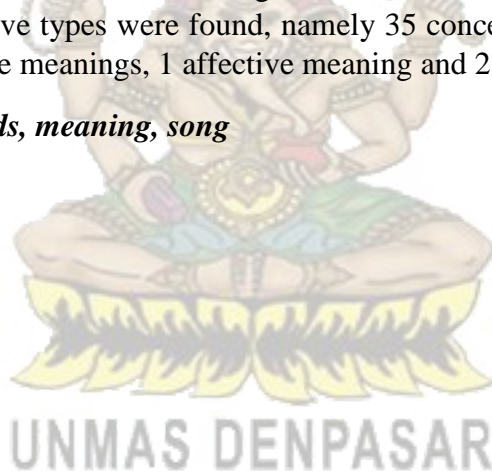 ve types were found, namely 35 conce
e meanings, 1 affective meaning and 2
ds, meaning, song
UNMAS DENPASAR